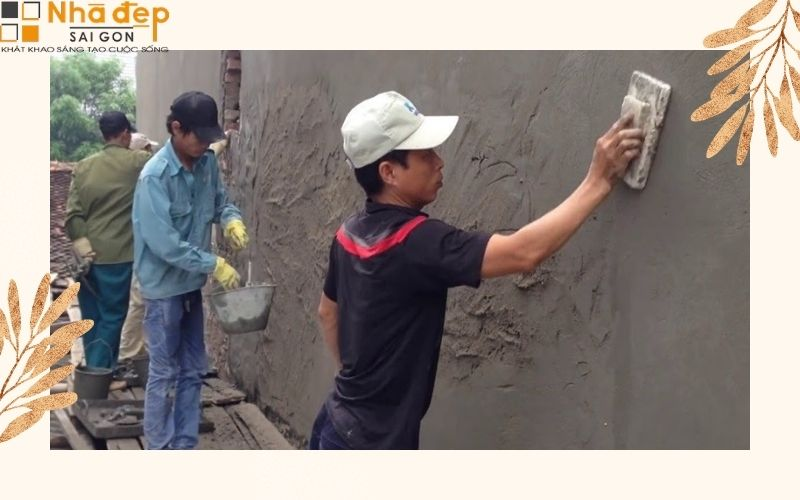 Nhà đẹp
SAI GON
KHÁT KHAO SÁNG TẠO CUỘC SỐNG